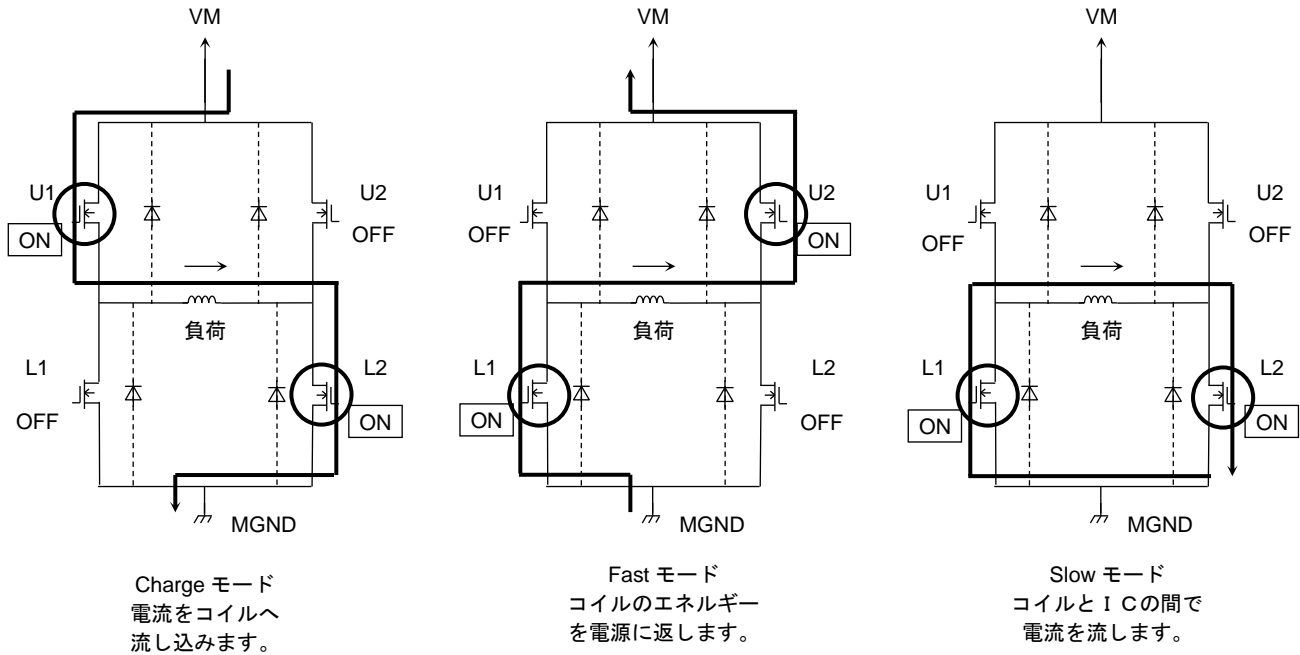 VM
U1
ON
U2
OFF
負荷
L1
OFF
L2
ON
MGND
Charge モード
電流をコイルへ
流し込みます。
VM
U1
OFF
U2
ON
負荷
L1
ON
L2
OFF
MGND
Fast モード
コイルのエネルギー
を電源に返します。
VM
U1
OFF
U2
OFF
負荷
L1
ON
L2
ON
MGND
Slow モード
コイルとＩＣの間で
電流を流します。